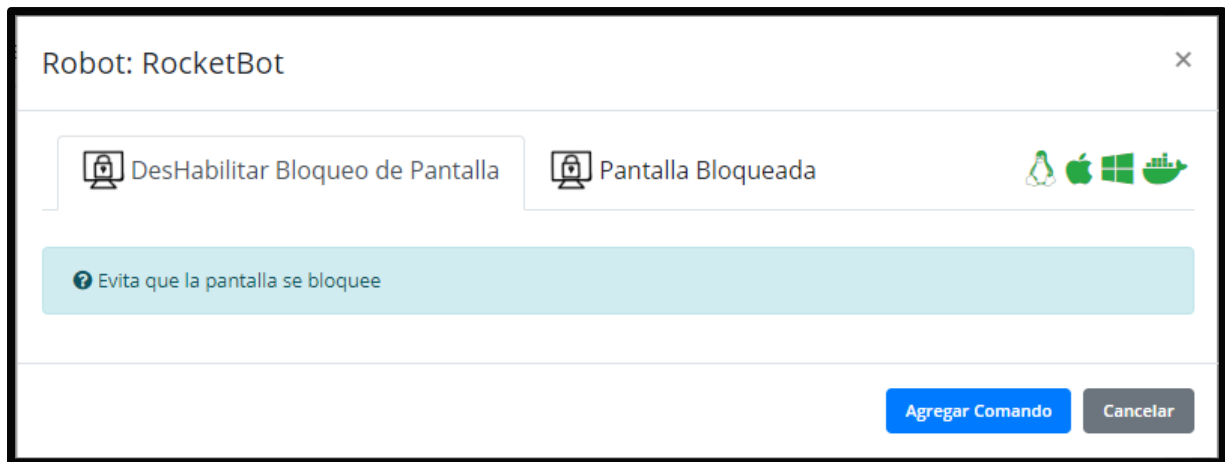 Robot: RocketBot ×
DesHabilitar Bloqueo de Pantalla Pantalla Bloqueada
Evita que la pantalla se bloquee
Agregar Comando Cancelar